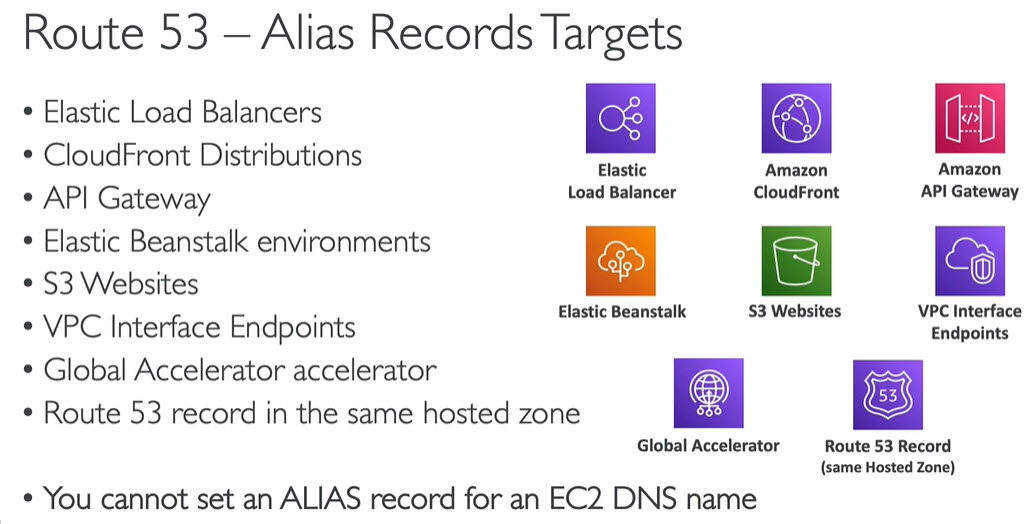 Route 53 – Alias Records Targets
• Elastic Load Balancers
• CloudFront Distributions
• API Gateway
• Elastic Beanstalk environments
• S3 Websites
• VPC Interface Endpoints
• Global Accelerator accelerator
• Route 53 record in the same hosted zone
• You cannot set an ALIAS record for an EC2 DNS name
Elastic
Load Balancer
Amazon
CloudFront
</>
Amazon
API Gateway
Elastic Beanstalk
S3 Websites
VPC Interface
Endpoints
Global Accelerator
53
Route 53 Record
(same Hosted Zone)